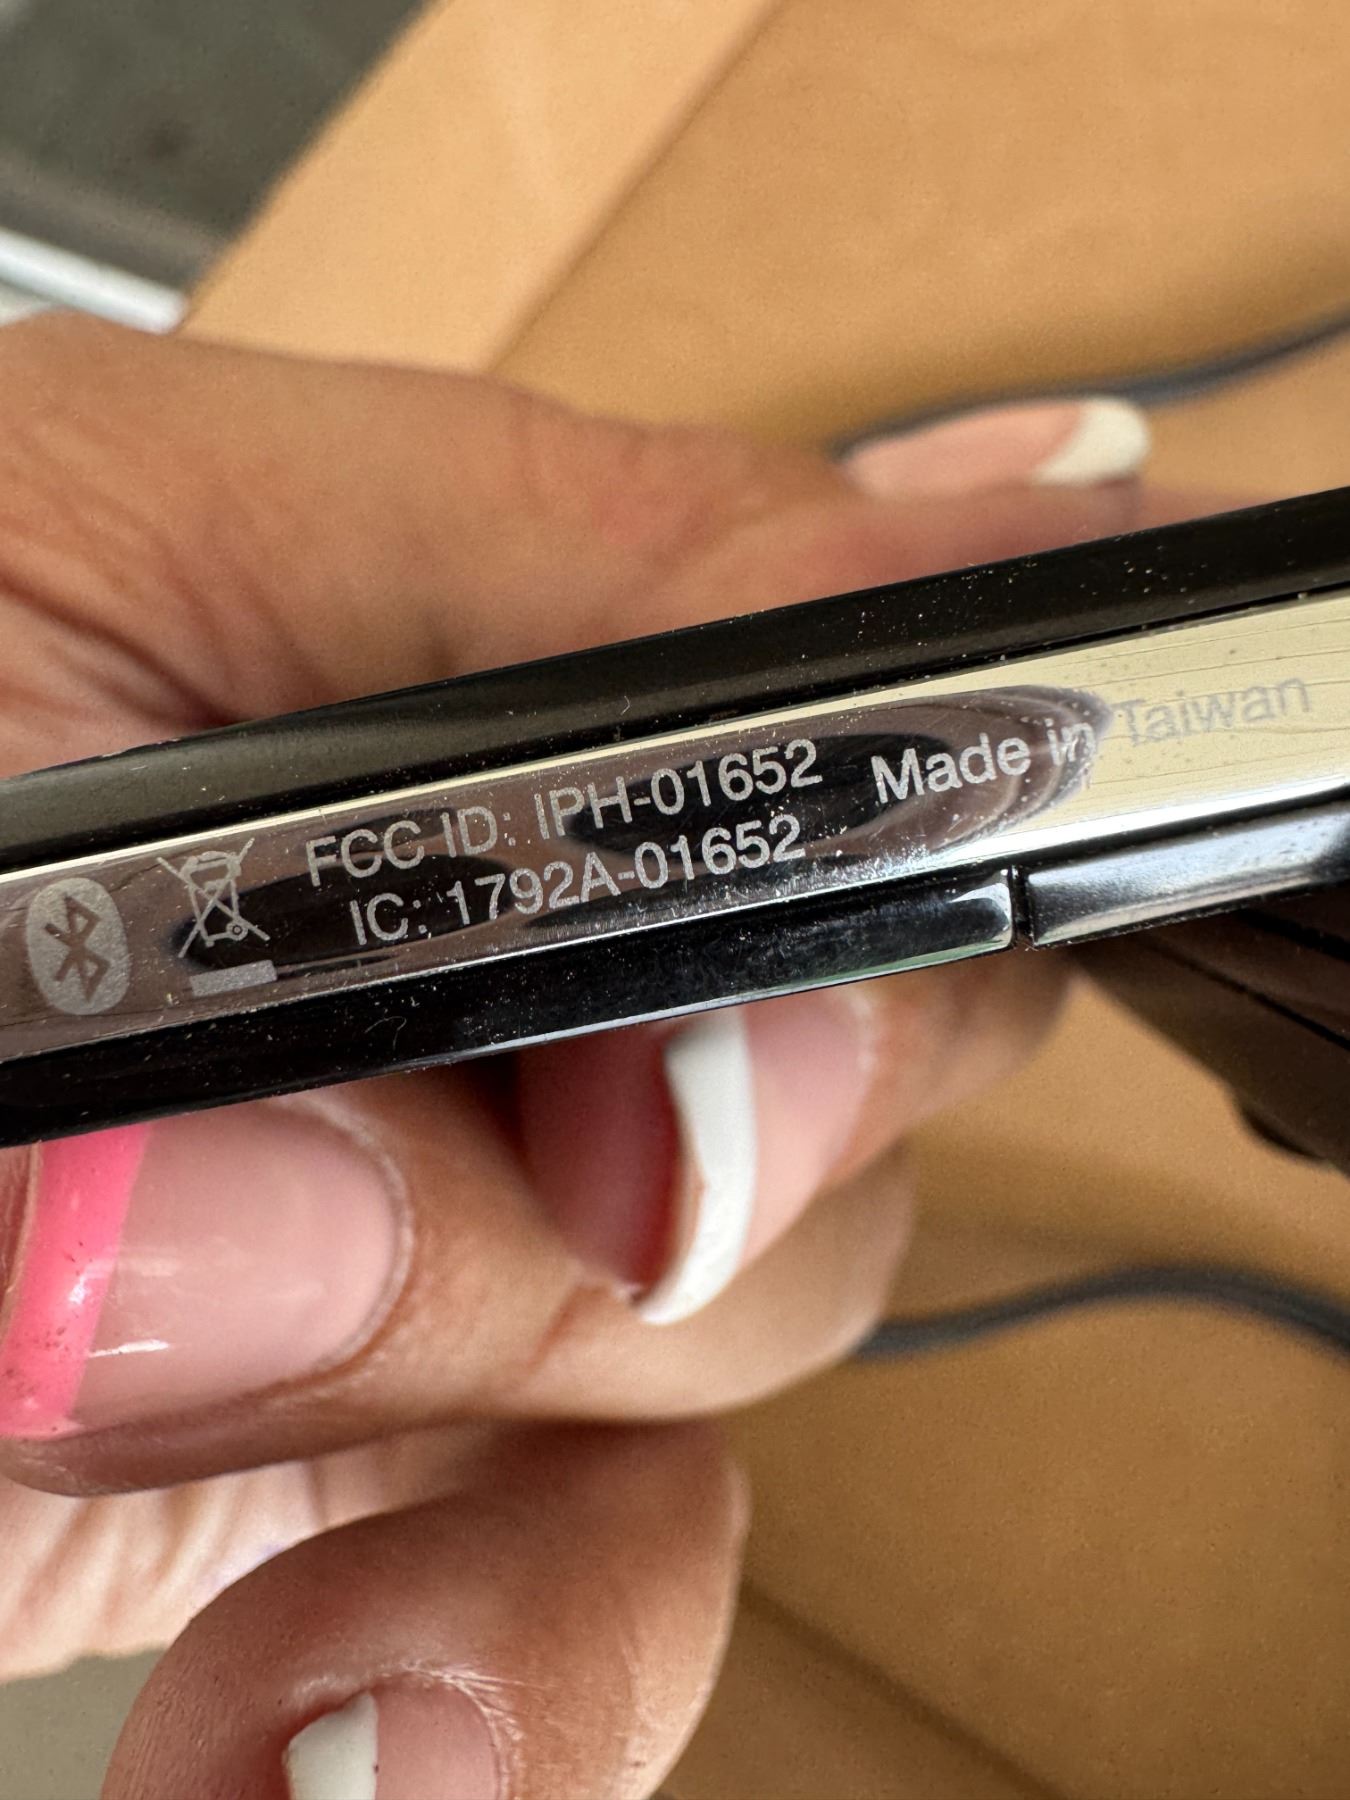 FCC ID: IPH-01652
IC: 1792A-01652
Made in Taiwan